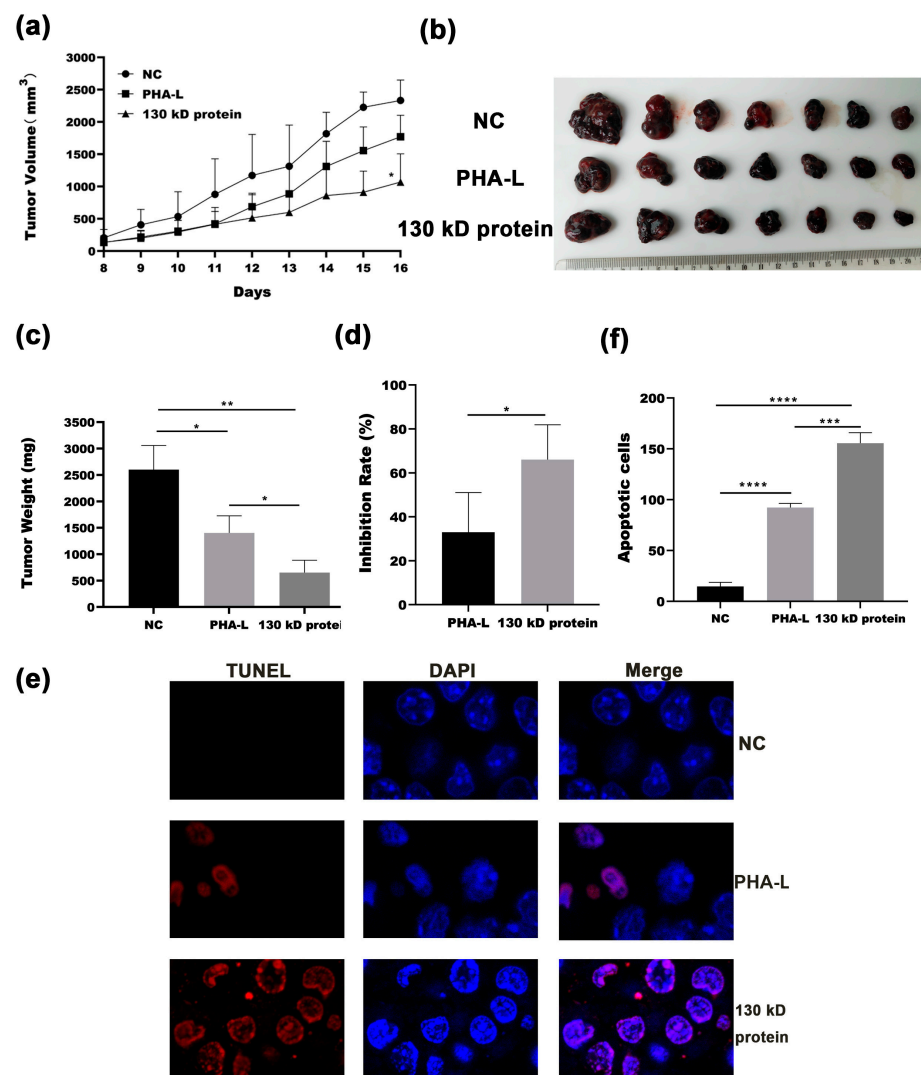 (a)
Tumor Volume( mm³)
3000
2500
2000
1500
1000
500
0
NC
PHA-L
130 kD protein
*
8 9 10 11 12 13 14 15 16
Days
(b)
NC
PHA-L
130 kD protein
(c)
Tumor Weight (mg)
3500
3000
2500
2000
1500
1000
500
0
**
*
*
NC PHA-L 130 kD protei
(d)
Inhibition Rate (%)
100
80
60
40
20
0
*
PHA-L 130 kD protein
(f)
Apoptotic cells
200
150
100
50
0
****
***
****
NC PHA-L 130 kD protein
(e)
TUNEL DAPI Merge
NC
PHA-L
130 kD
protein